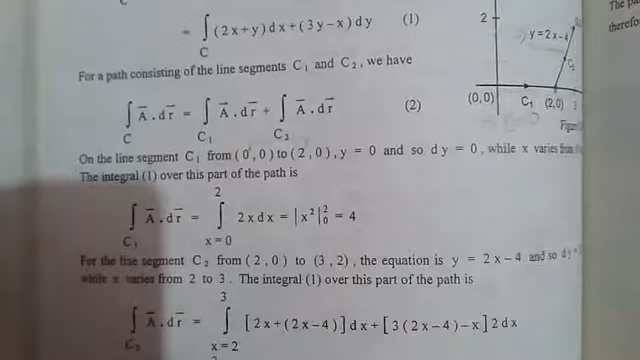 C
The pa
therefo
= ∫ (2x+y)dx+(3y−x)dy (1)
C
2
y=2x−4
C₂
(0,0) C₁ (2,0)
Figure
For a path consisting of the line segments C₁ and C₂, we have
∫ A̅.dr̅ = ∫ A̅.dr̅ + ∫ A̅.dr̅ (2)
C C₁ C₂
On the line segment C₁ from (0,0) to (2,0), y = 0 and so dy = 0, while x varies from
The integral (1) over this part of the path is
2
∫ A̅.dr̅ = ∫ 2xdx = |x²|²₀ = 4
C₁ x=0
For the line segment C₂ from (2,0) to (3,2), the equation is y = 2x−4 and so dy
while x varies from 2 to 3. The integral (1) over this part of the path is
3
∫ A̅.dr̅ = ∫ [2x+(2x−4)]dx+[3(2x−4)−x]2dx
C₂ x=2